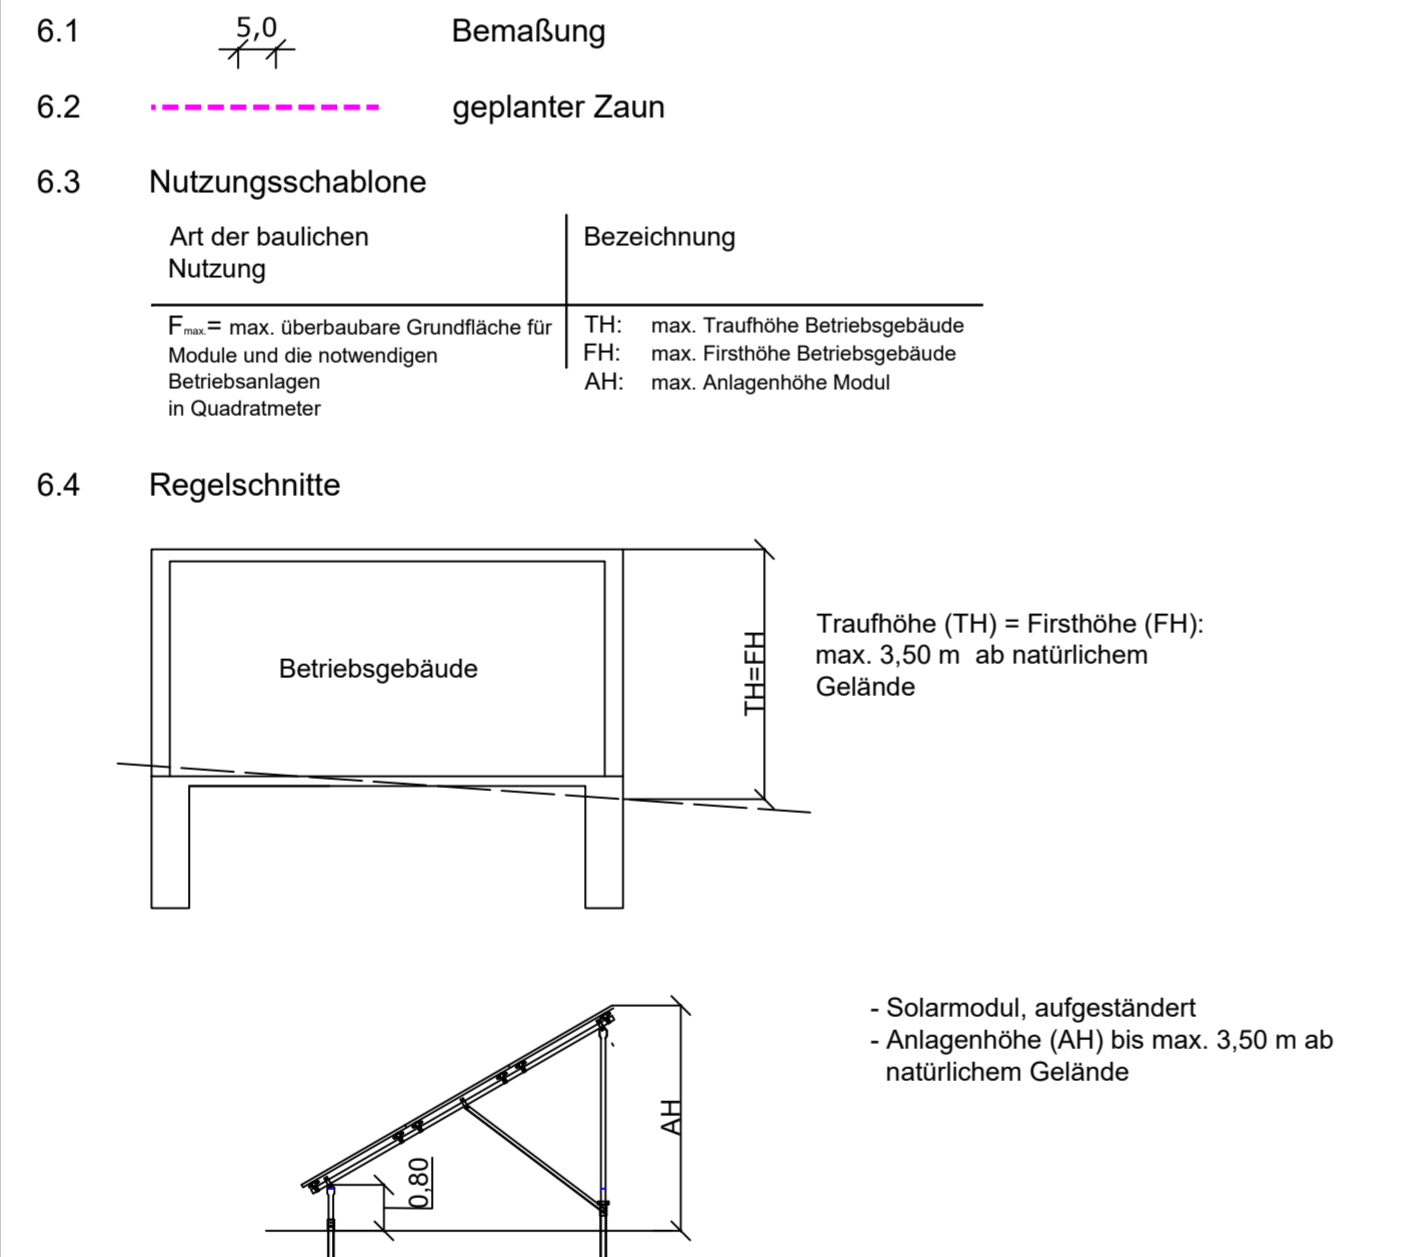 6.1 5,0 Bemaßung
6.2 geplanter Zaun
6.3 Nutzungsschablone
Art der baulichen Nutzung
Bezeichnung
Fmax.= max. überbaubare Grundfläche für
Module und die notwendigen
Betriebsanlagen
in Quadratmeter
TH: max. Traufhöhe Betriebsgebäude
FH: max. Firsthöhe Betriebsgebäude
AH: max. Anlagenhöhe Modul
6.4 Regelschnitte
Betriebsgebäude
TH=FH
Traufhöhe (TH) = Firsthöhe (FH):
max. 3,50 m ab natürlichem
Gelände
- Solarmodul, aufgeständert
- Anlagenhöhe (AH) bis max. 3,50 m ab
natürlichem Gelände
AH
0,80